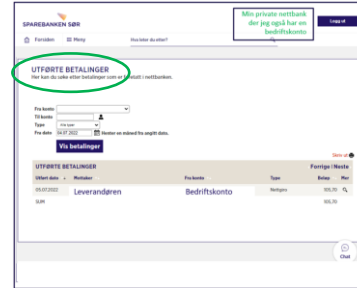 SPAREBANKEN SØR
Min private nettbank
der jeg også har en
bedriftskonto
Logg ut
Forsiden Meny Hva leter du etter?
UTFØRTE BETALINGER
Her kan du søke etter betalinger som er betalt i nettbanken.
Fra konto
Til konto
Type
Fra dato 04.07.2022 Henter en måned fra angitt dato.
Vis betalinger
Skriv ut
UTFØRTE BETALINGER Forrige | Neste
Utført dato Mottaker Fra konto Type Beløp Mer
05.07.2022 Leverandøren Bedriftskonto Nettgiro 105,70
SUM 105,70
Chat